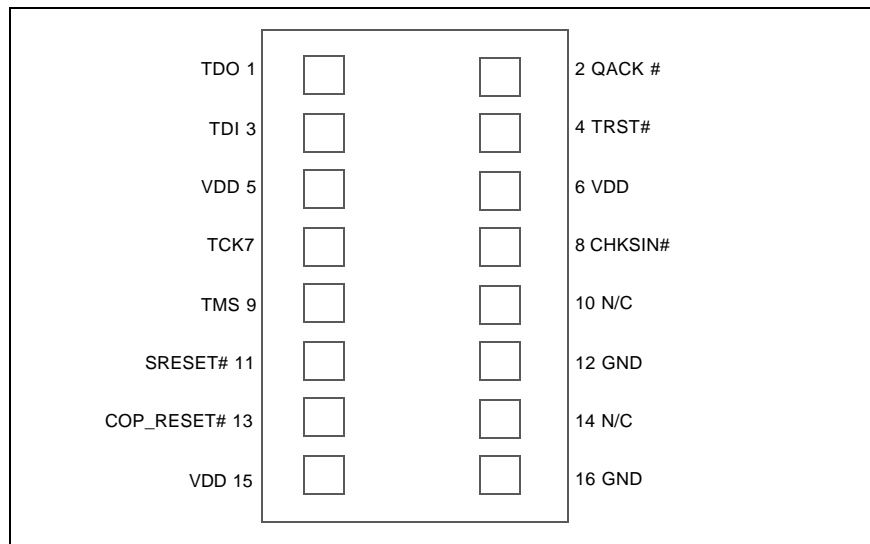 TDO 1
2 QACK #
TDI 3
4 TRST#
VDD 5
6 VDD
TCK7
8 CHKSIN#
TMS 9
10 N/C
SRESET# 11
12 GND
COP_RESET# 13
14 N/C
VDD 15
16 GND